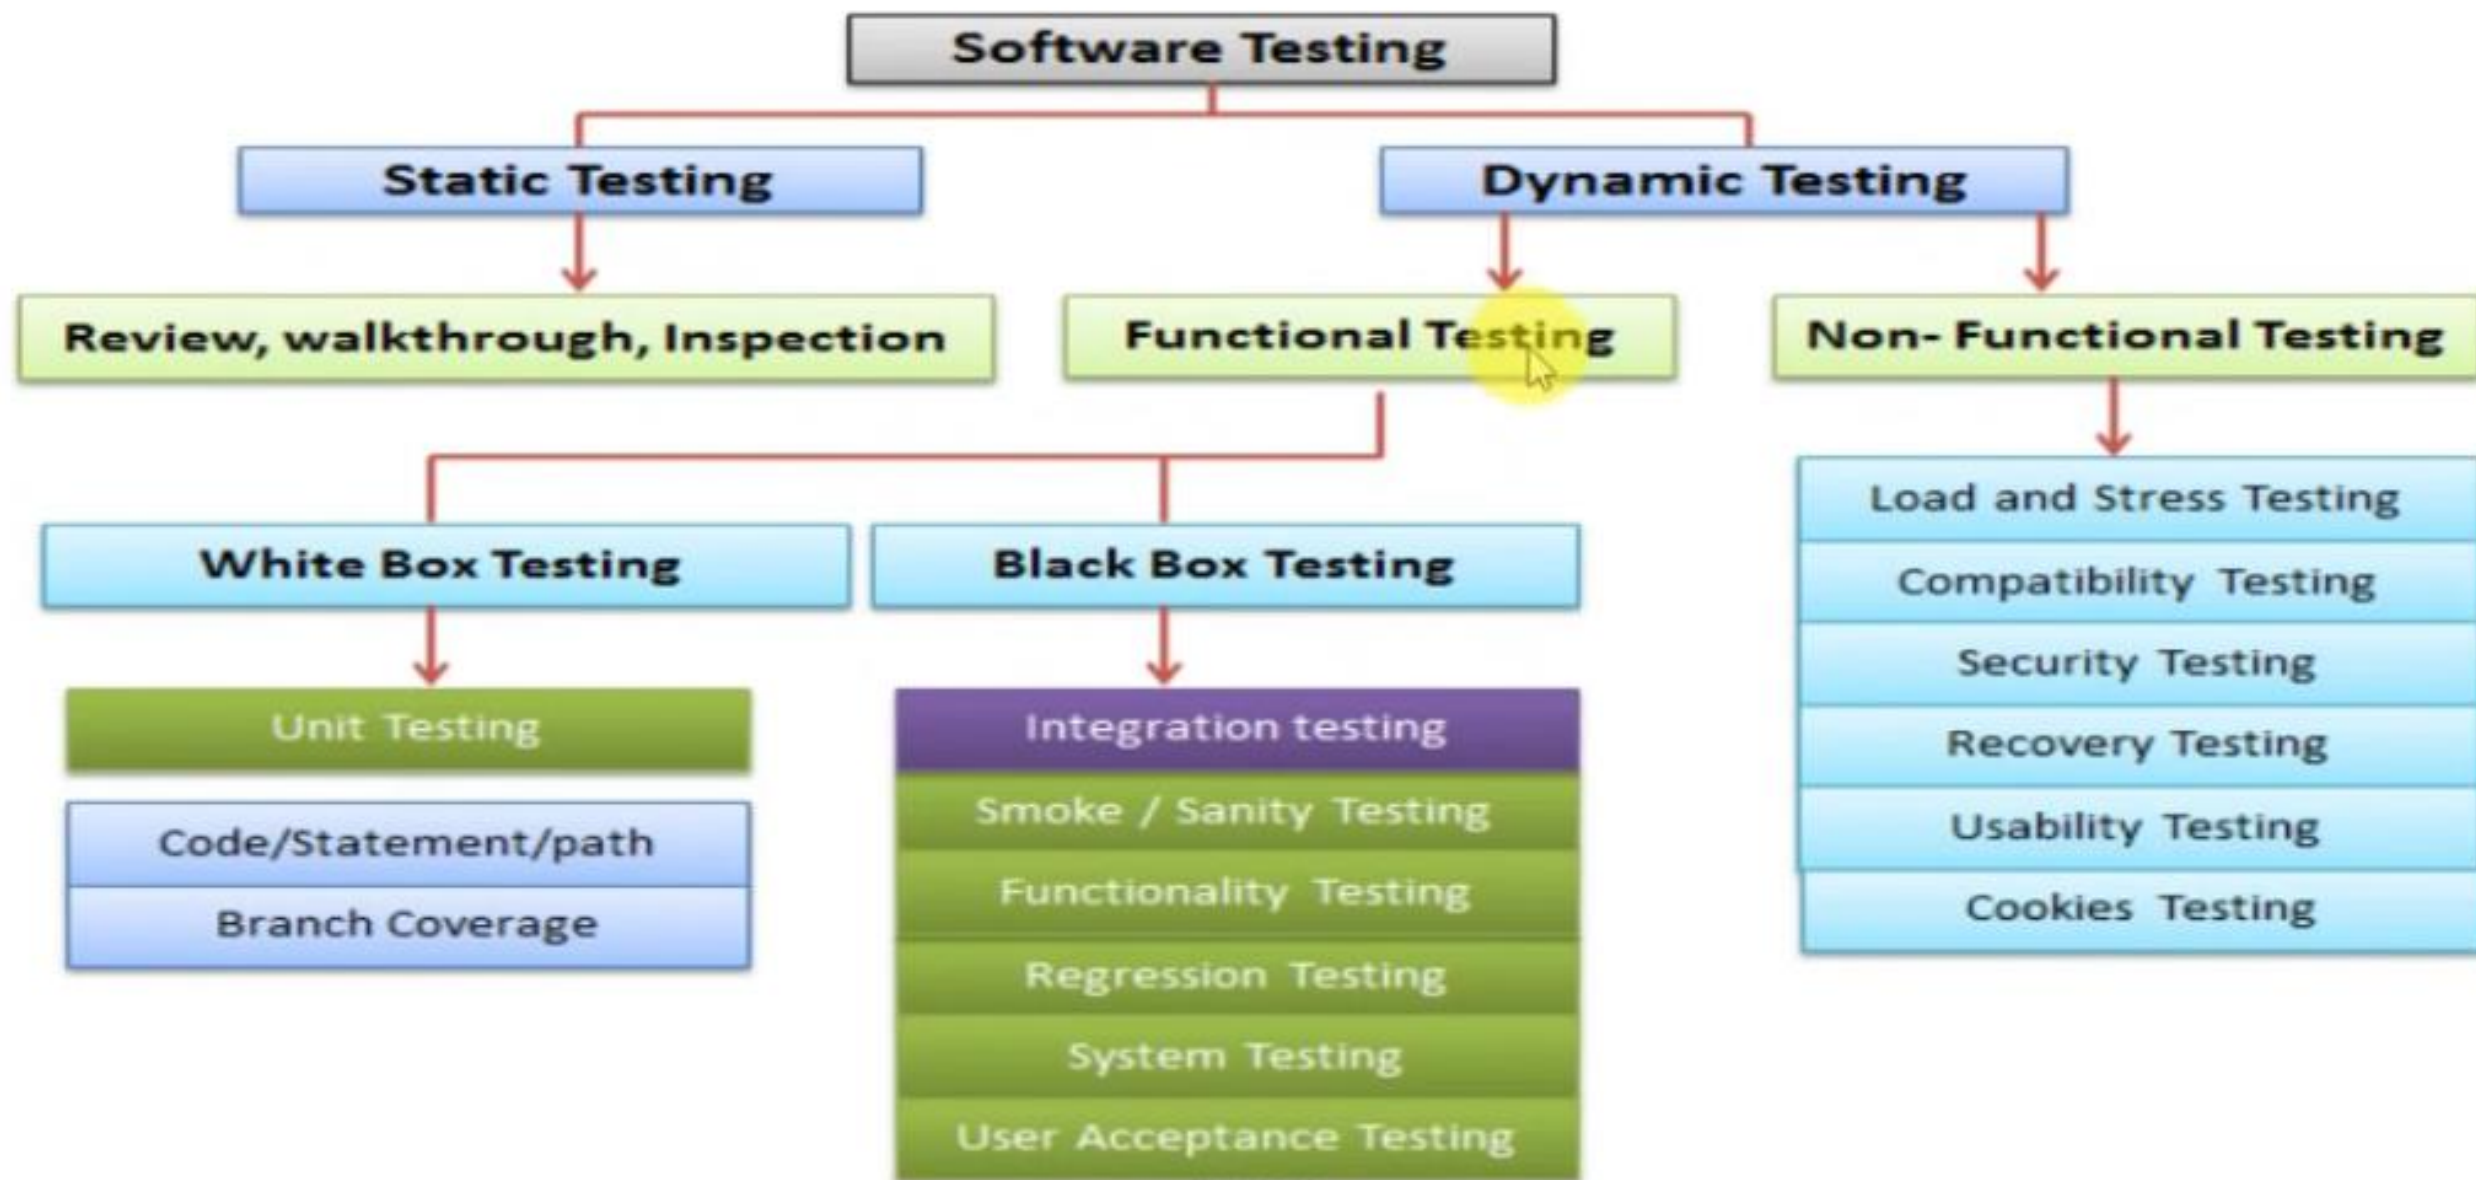 Software Testing
Static Testing
Dynamic Testing
Review, walkthrough, Inspection
Functional Testing
Non- Functional Testing
White Box Testing
Black Box Testing
Unit Testing
Code/Statement/path
Branch Coverage
Integration testing
Smoke / Sanity Testing
Functionality Testing
Regression Testing
System Testing
User Acceptance Testing
Load and Stress Testing
Compatibility Testing
Security Testing
Recovery Testing
Usability Testing
Cookies Testing